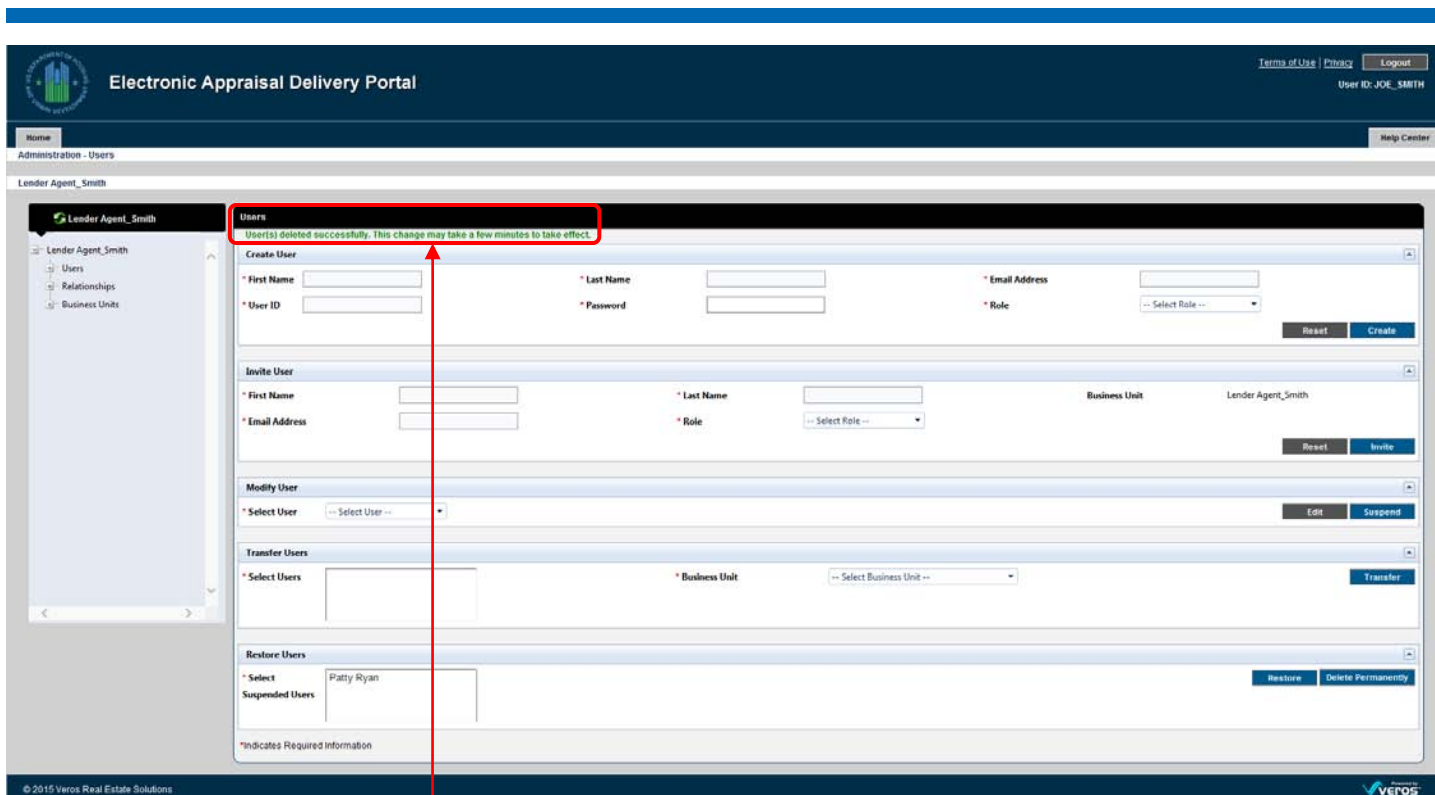 Electronic Appraisal Delivery Portal
Terms of Use | Privacy Logout
User ID: JOE_SMITH
Home Help Center
Administration - Users
Lender Agent_Smith
Lender Agent_Smith
Lender Agent_Smith
Users
Relationships
Business Units
Users
User(s) deleted successfully. This change may take a few minutes to take effect.
Create User
* First Name * Last Name * Email Address
* User ID * Password * Role -- Select Role --
Reset Create
Invite User
* First Name * Last Name Business Unit Lender Agent_Smith
* Email Address * Role -- Select Role --
Reset Invite
Modify User
* Select User -- Select User -- Edit Suspend
Transfer Users
* Select Users * Business Unit -- Select Business Unit -- Transfer
Restore Users
* Select Patty Ryan Restore Delete Permanently
Suspended Users
*Indicates Required Information
© 2015 Veros Real Estate Solutions
Powered by
veros